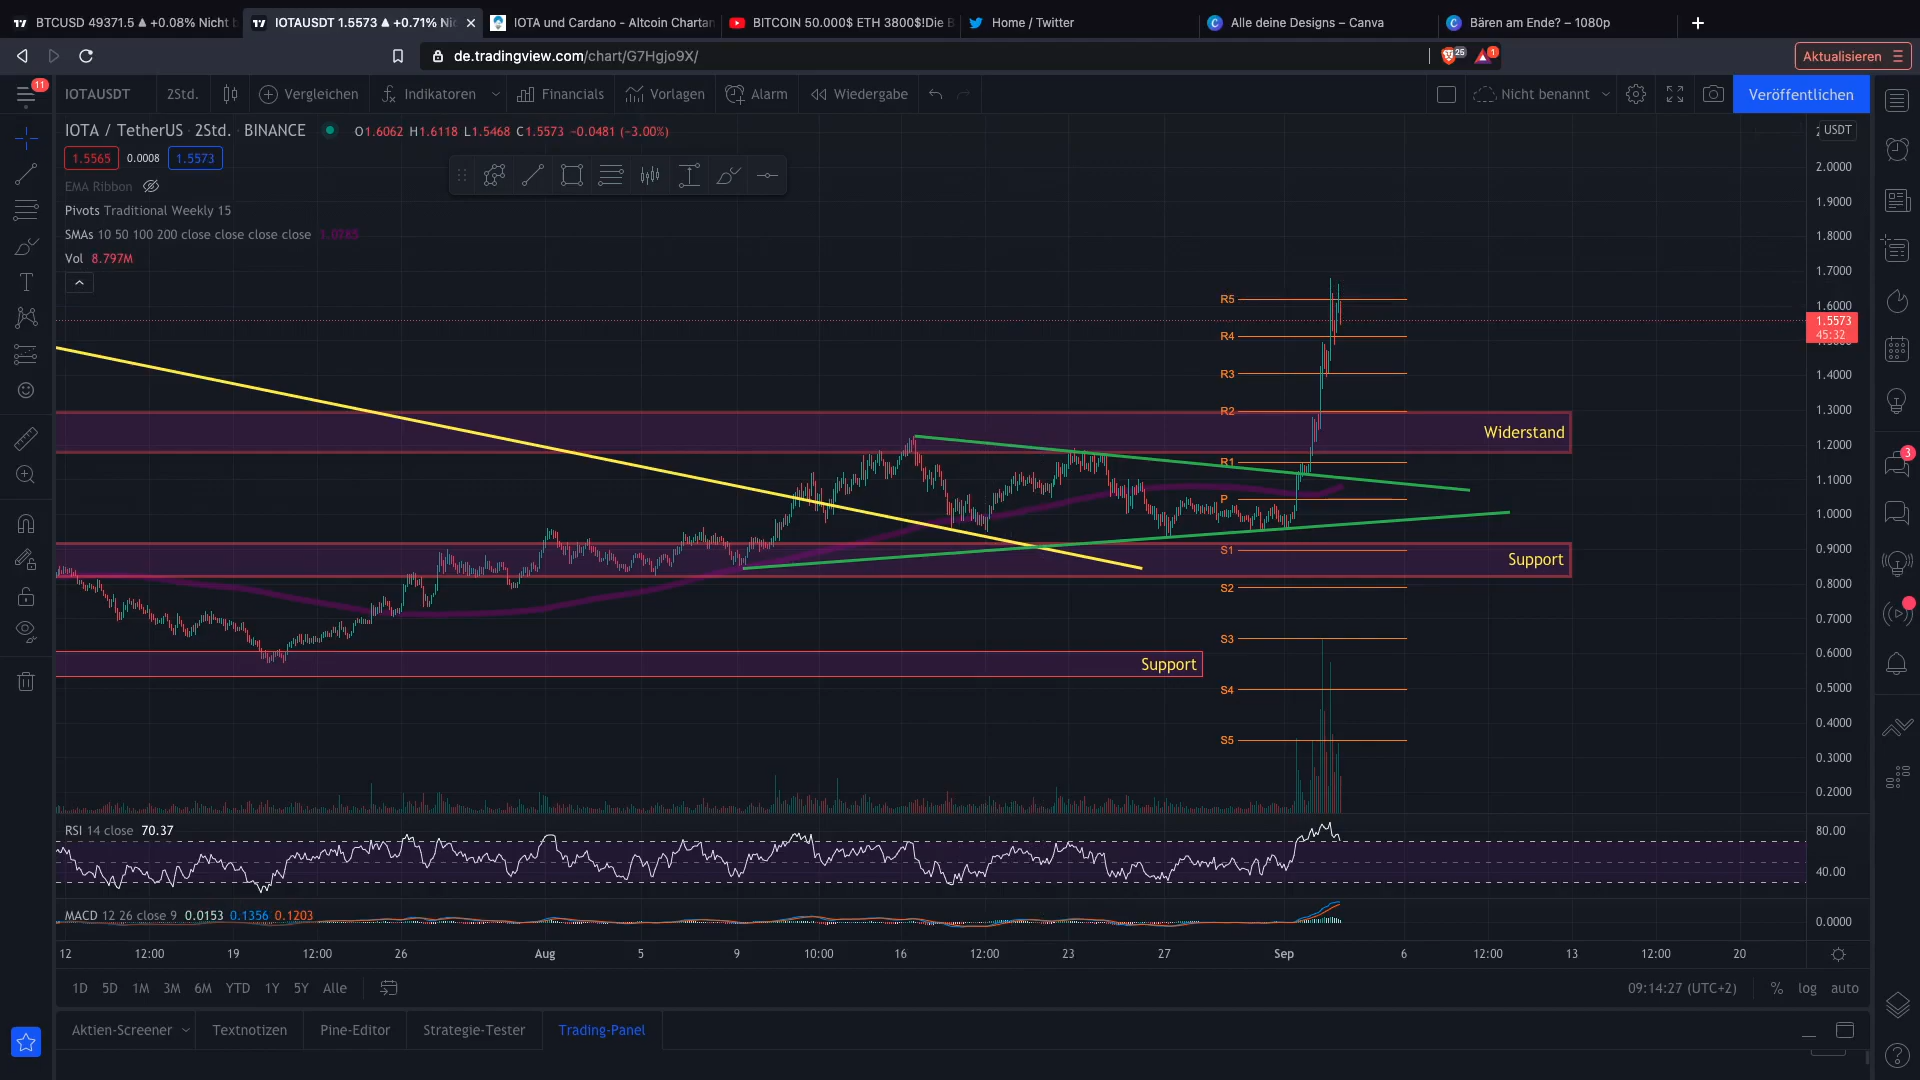 BTCUSD 49371.5 ▲ +0.08% Nicht b
IOTAUSDT 1.5573 ▲ +0.71% Nic
IOTA und Cardano - Altcoin Chartan
BITCOIN 50.000$ ETH 3800$!Die B
Home / Twitter
Alle deine Designs – Canva
Bären am Ende? – 1080p
de.tradingview.com/chart/G7Hgjo9X/
25
1
Aktualisieren
11
IOTAUSDT
2Std.
Vergleichen
Indikatoren
Financials
Vorlagen
Alarm
Wiedergabe
Nicht benannt
Veröffentlichen
IOTA / TetherUS · 2Std. · BINANCE
O1.6062 H1.6118 L1.5468 C1.5573 −0.0481 (−3.00%)
USDT
1.5565 0.0008 1.5573
EMA Ribbon
Pivots Traditional Weekly 15
SMAs 10 50 100 200 close close close close 1.0785
Vol 8.797M
2.0000
1.9000
1.8000
1.7000
1.6000
1.5573
45:32
1.4000
1.3000
1.2000
1.1000
1.0000
0.9000
0.8000
0.7000
0.6000
0.5000
0.4000
0.3000
0.2000
R5
R4
R3
R2
Widerstand
R1
P
S1
Support
S2
S3
Support
S4
S5
3
RSI 14 close 70.37
80.00
40.00
MACD 12 26 close 9 0.0153 0.1356 0.1203
0.0000
12 12:00 19 12:00 26 Aug 5 9 10:00 16 12:00 23 27 Sep 6 12:00 13 12:00 20
1D 5D 1M 3M 6M YTD 1Y 5Y Alle
09:14:27 (UTC+2) % log auto
Aktien-Screener Textnotizen Pine-Editor Strategie-Tester Trading-Panel